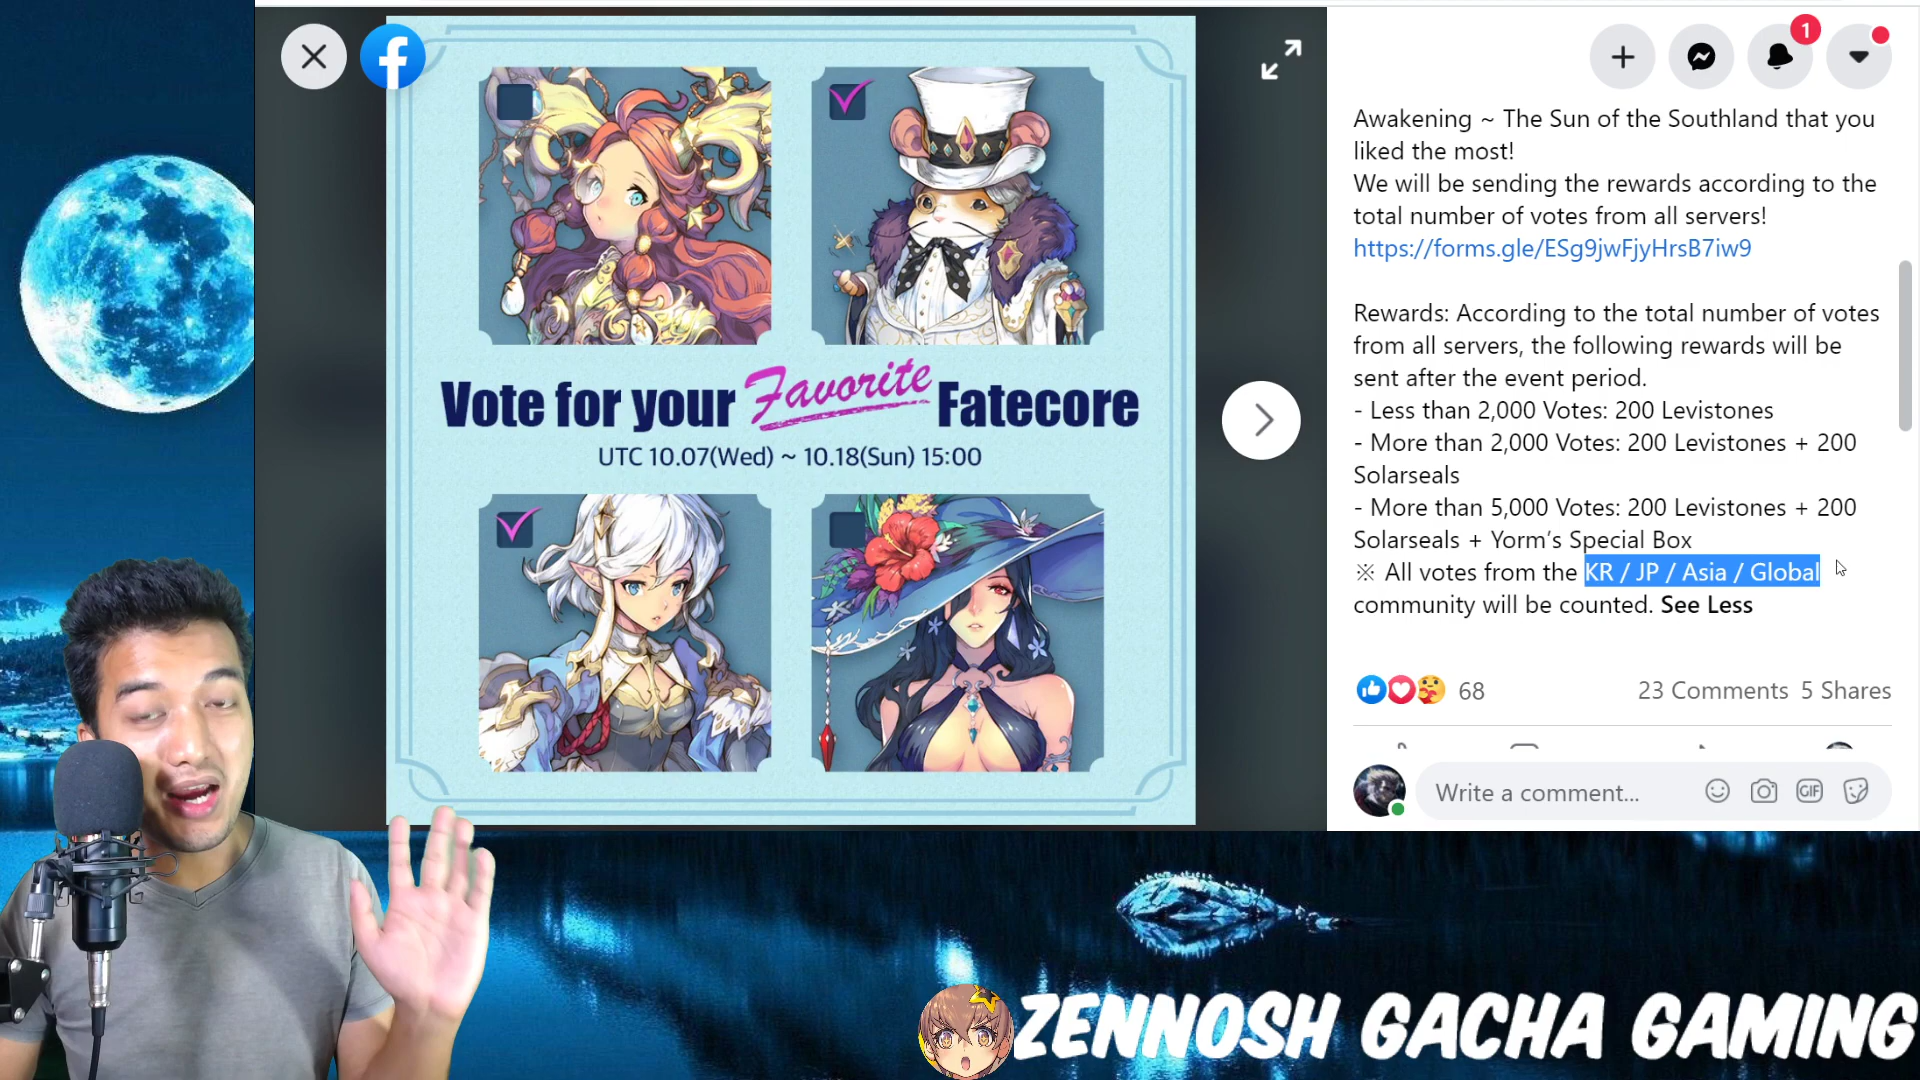 1
Awakening ~ The Sun of the Southland that you
liked the most!
We will be sending the rewards according to the
total number of votes from all servers!
https://forms.gle/ESg9jwFjyHrsB7iw9
Rewards: According to the total number of votes
from all servers, the following rewards will be
sent after the event period.
- Less than 2,000 Votes: 200 Levistones
- More than 2,000 Votes: 200 Levistones + 200
Solarseals
- More than 5,000 Votes: 200 Levistones + 200
Solarseals + Yorm's Special Box
※ All votes from the KR / JP / Asia / Global
community will be counted. See Less
68
23 Comments 5 Shares
Write a comment...
GIF
Vote for your Favorite Fatecore
UTC 10.07(Wed) ~ 10.18(Sun) 15:00
ZENNOSH GACHA GAMING